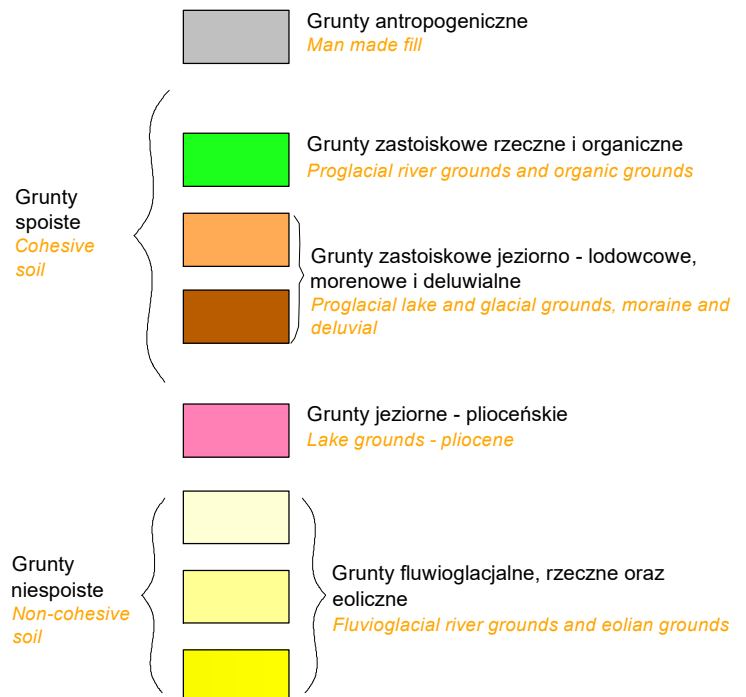 Grunty antropogeniczne
Man made fill
Grunty zastoiskowe rzeczne i organiczne
Proglacial river grounds and organic grounds
Grunty
spoiste
Cohesive
soil
Grunty zastoiskowe jeziorno - lodowcowe,
morenowe i deluwialne
Proglacial lake and glacial grounds, moraine and
deluvial
Grunty jeziorne - plioceńskie
Lake grounds - pliocene
Grunty
niespoiste
Non-cohesive
soil
Grunty fluwioglacjalne, rzeczne oraz
eoliczne
Fluvioglacial river grounds and eolian grounds